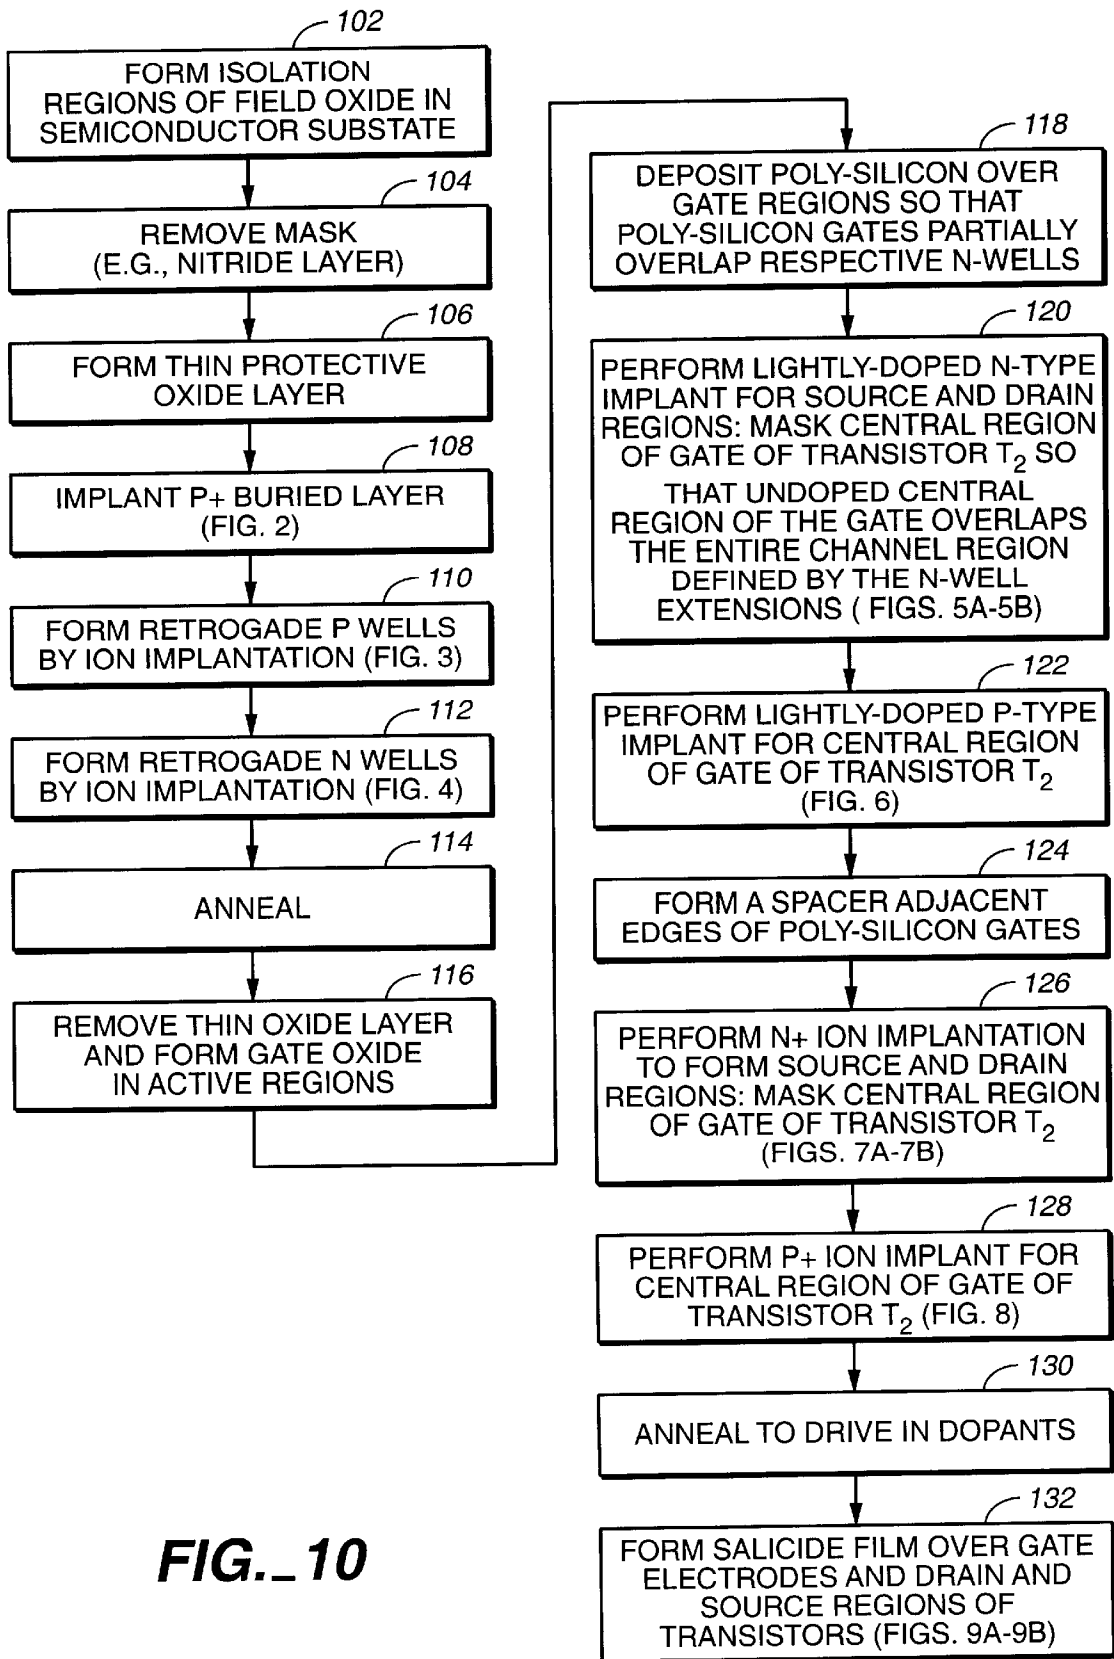 102
FORM ISOLATION
REGIONS OF FIELD OXIDE IN
SEMICONDUCTOR SUBSTATE
104
REMOVE MASK
(E.G., NITRIDE LAYER)
106
FORM THIN PROTECTIVE
OXIDE LAYER
108
IMPLANT P+ BURIED LAYER
(FIG. 2)
110
FORM RETROGADE P WELLS
BY ION IMPLANTATION (FIG. 3)
112
FORM RETROGADE N WELLS
BY ION IMPLANTATION (FIG. 4)
114
ANNEAL
116
REMOVE THIN OXIDE LAYER
AND FORM GATE OXIDE
IN ACTIVE REGIONS
118
DEPOSIT POLY-SILICON OVER
GATE REGIONS SO THAT
POLY-SILICON GATES PARTIALLY
OVERLAP RESPECTIVE N-WELLS
120
PERFORM LIGHTLY-DOPED N-TYPE
IMPLANT FOR SOURCE AND DRAIN
REGIONS: MASK CENTRAL REGION
OF GATE OF TRANSISTOR T2 SO
THAT UNDOPED CENTRAL
REGION OF THE GATE OVERLAPS
THE ENTIRE CHANNEL REGION
DEFINED BY THE N-WELL
EXTENSIONS ( FIGS. 5A-5B)
122
PERFORM LIGHTLY-DOPED P-TYPE
IMPLANT FOR CENTRAL REGION
OF GATE OF TRANSISTOR T2
(FIG. 6)
124
FORM A SPACER ADJACENT
EDGES OF POLY-SILICON GATES
126
PERFORM N+ ION IMPLANTATION
TO FORM SOURCE AND DRAIN
REGIONS: MASK CENTRAL REGION
OF GATE OF TRANSISTOR T2
(FIGS. 7A-7B)
128
PERFORM P+ ION IMPLANT FOR
CENTRAL REGION OF GATE OF
TRANSISTOR T2 (FIG. 8)
130
ANNEAL TO DRIVE IN DOPANTS
132
FORM SALICIDE FILM OVER GATE
ELECTRODES AND DRAIN AND
SOURCE REGIONS OF
TRANSISTORS (FIGS. 9A-9B)
FIG._10